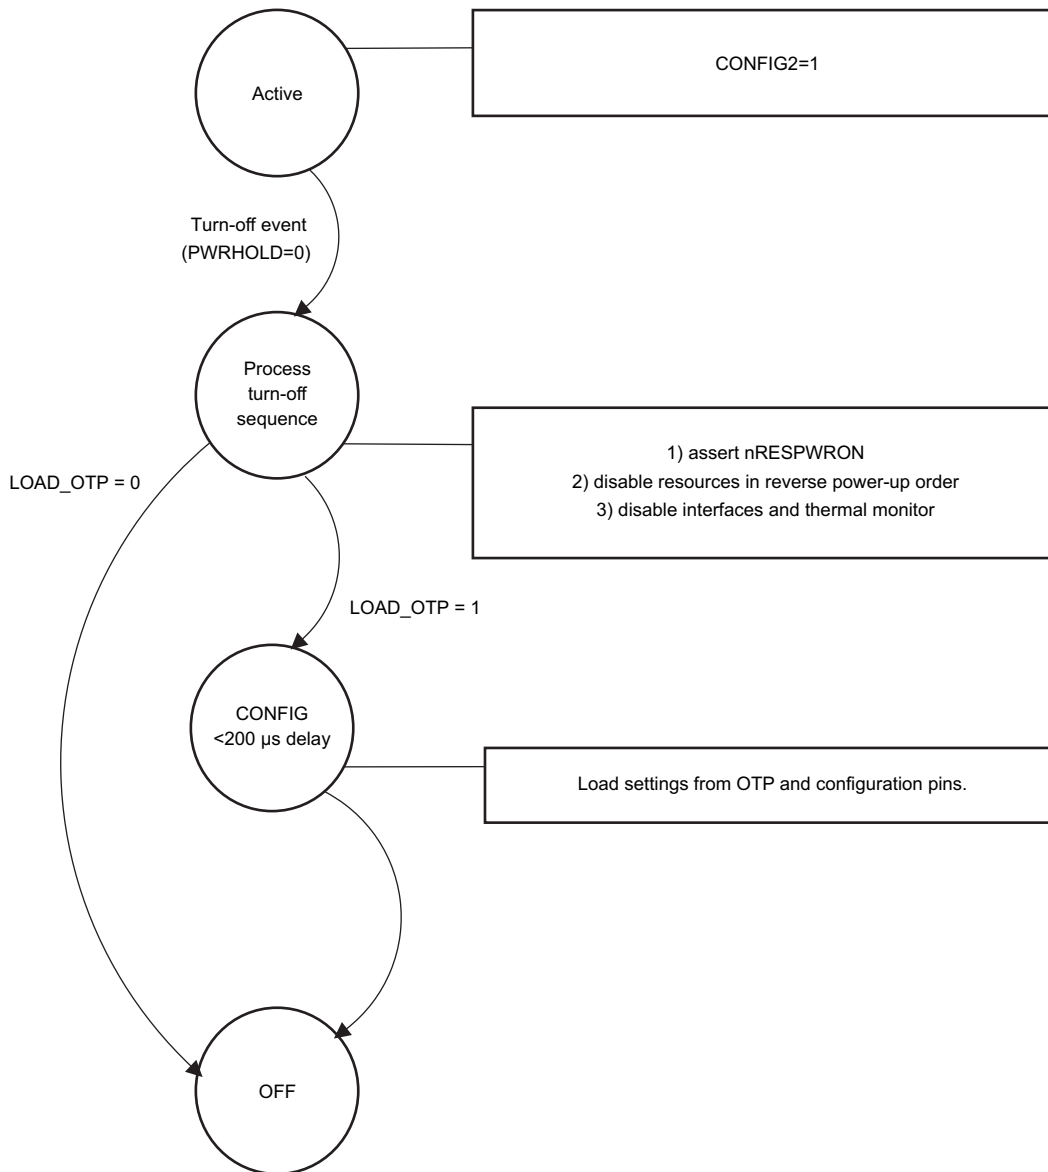 CONFIG2=1
Active
Turn-off event
(PWRHOLD=0)
Process
turn-off
sequence
1) assert nRESPWRON
2) disable resources in reverse power-up order
3) disable interfaces and thermal monitor
LOAD_OTP = 0
LOAD_OTP = 1
CONFIG
<200 µs delay
Load settings from OTP and configuration pins.
OFF